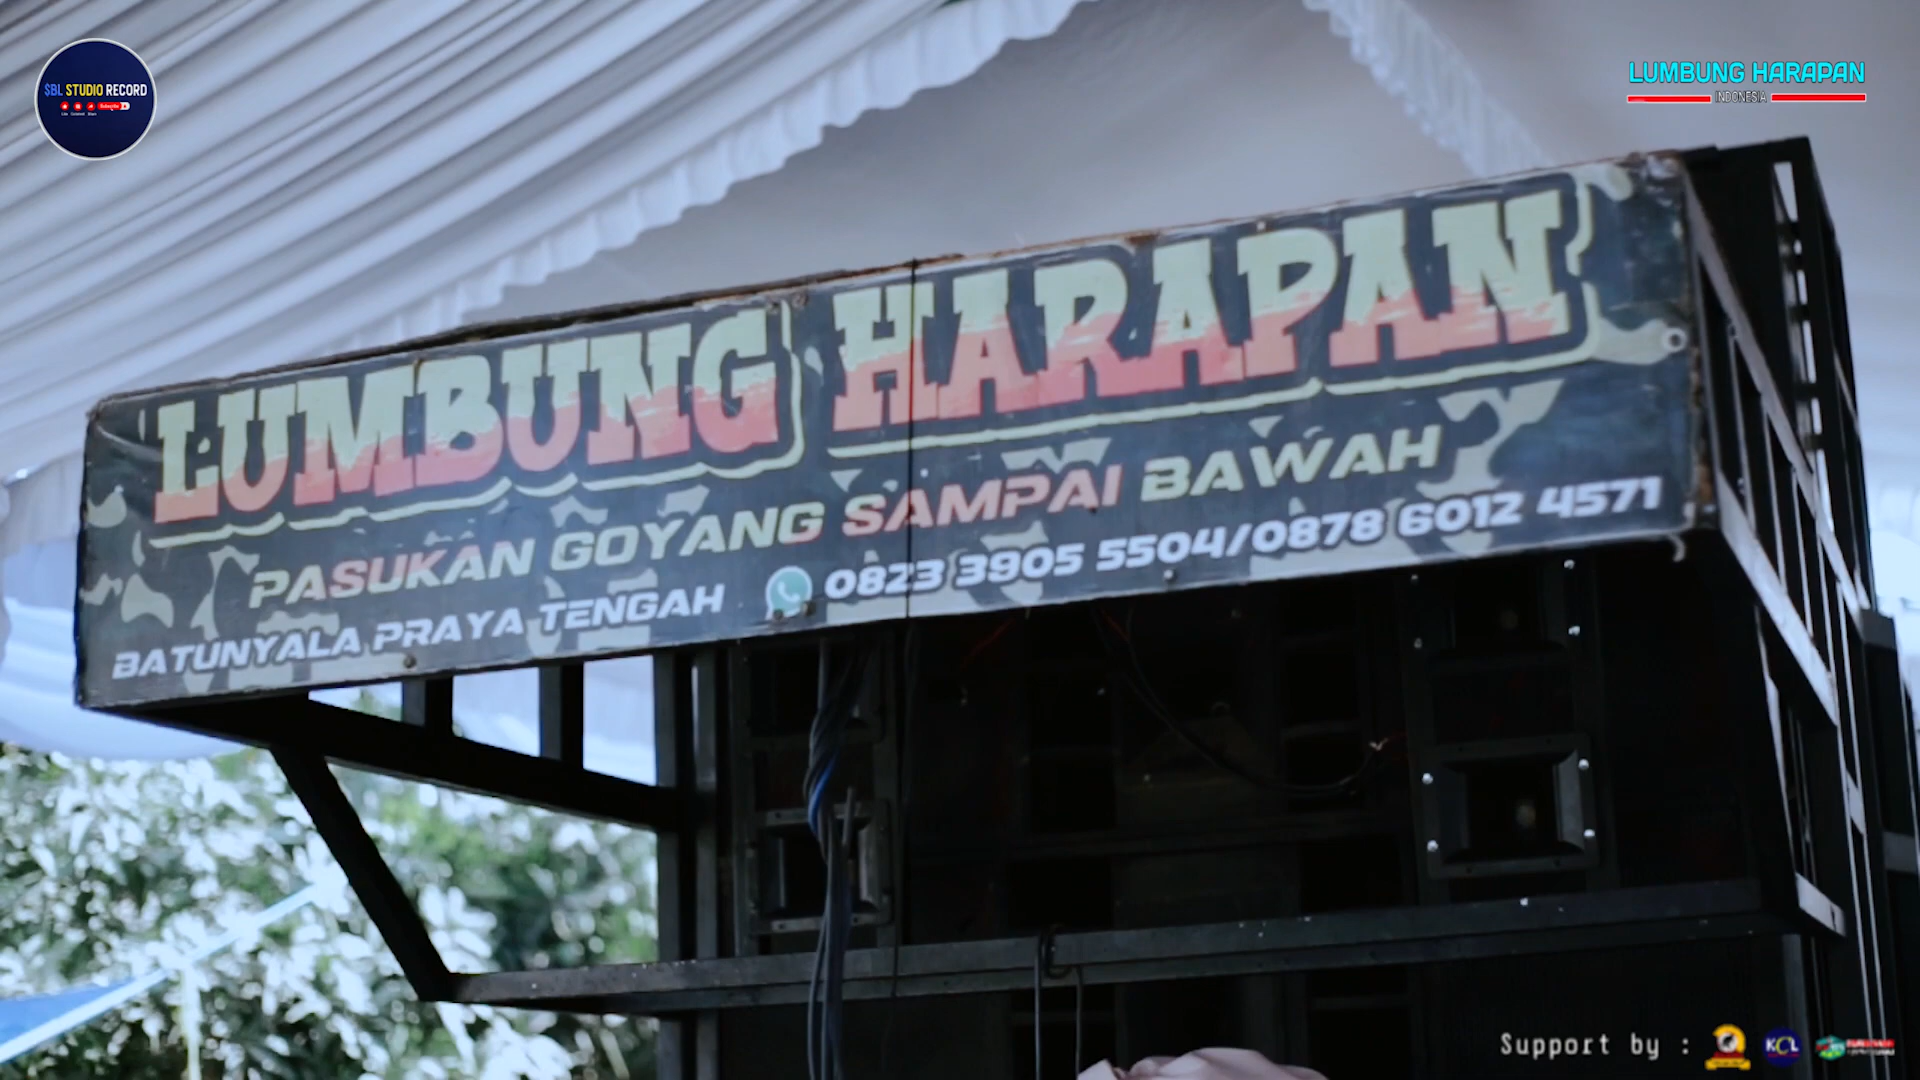 $BL STUDIO RECORD
LUMBUNG HARAPAN
INDONESIA
LUMBUNG HARAPAN
PASUKAN GOYANG SAMPAI BAWAH
BATUNYALA PRAYA TENGAH 0823 3905 5504/0878 6012 4571
Support by :
KCL